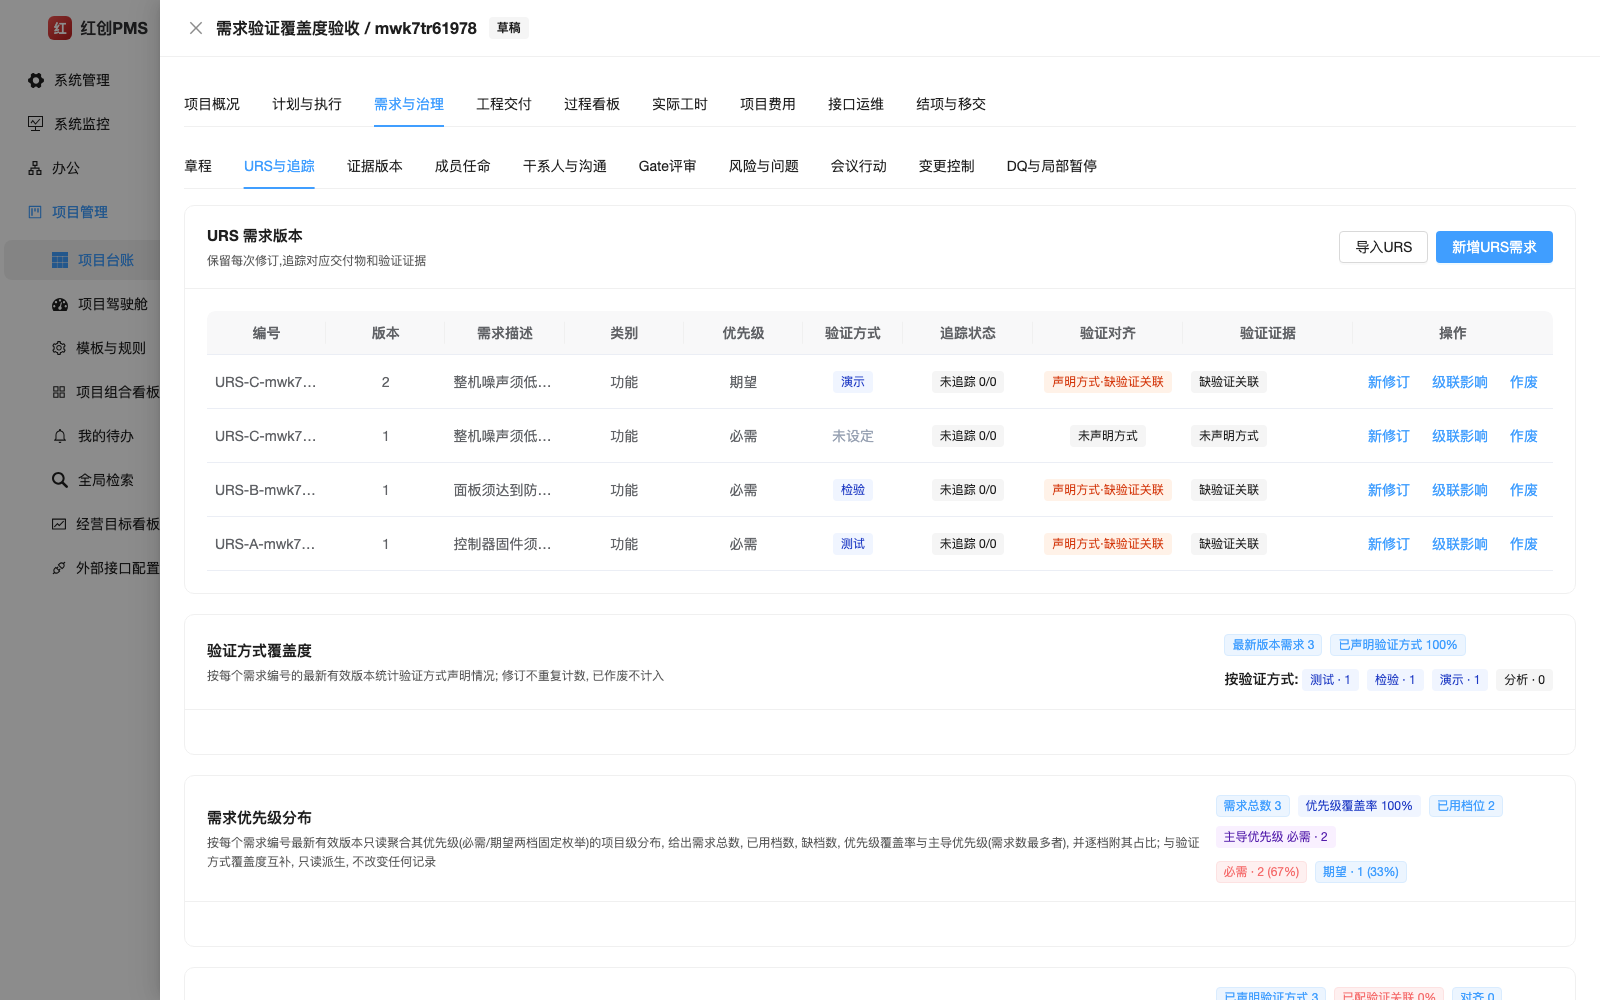 红 红创PMS
需求验证覆盖度验收 / mwk7tr61978 草稿
系统管理
系统监控
办公
项目管理
项目台账
项目驾驶舱
模板与规则
项目组合看板
我的待办
全局检索
经营目标看板
外部接口配置
项目概况 计划与执行 需求与治理 工程交付 过程看板 实际工时 项目费用 接口运维 结项与移交
章程 URS与追踪 证据版本 成员任命 干系人与沟通 Gate评审 风险与问题 会议行动 变更控制 DQ与局部暂停
URS 需求版本
保留每次修订,追踪对应交付物和验证证据
导入URS 新增URS需求
编号 版本 需求描述 类别 优先级 验证方式 追踪状态 验证对齐 验证证据 操作
URS-C-mwk7... 2 整机噪声须低... 功能 期望 演示 未追踪 0/0 声明方式·缺验证关联 缺验证关联 新修订 级联影响 作废
URS-C-mwk7... 1 整机噪声须低... 功能 必需 未设定 未追踪 0/0 未声明方式 未声明方式 新修订 级联影响 作废
URS-B-mwk7... 1 面板须达到防... 功能 必需 检验 未追踪 0/0 声明方式·缺验证关联 缺验证关联 新修订 级联影响 作废
URS-A-mwk7... 1 控制器固件须... 功能 必需 测试 未追踪 0/0 声明方式·缺验证关联 缺验证关联 新修订 级联影响 作废
验证方式覆盖度
按每个需求编号的最新有效版本统计验证方式声明情况; 修订不重复计数, 已作废不计入
最新版本需求 3 已声明验证方式 100%
按验证方式: 测试 · 1 检验 · 1 演示 · 1 分析 · 0
需求优先级分布
按每个需求编号最新有效版本只读聚合其优先级(必需/期望两档固定枚举)的项目级分布, 给出需求总数, 已用档数, 缺档数, 优先级覆盖率与主导优先级(需求数最多者), 并逐档附其占比; 与验证
方式覆盖度互补, 只读派生, 不改变任何记录
需求总数 3 优先级覆盖率 100% 已用档位 2
主导优先级 必需 · 2
必需 · 2 (67%) 期望 · 1 (33%)
已声明验证方式 3 已配验证关联 0% 对齐 0